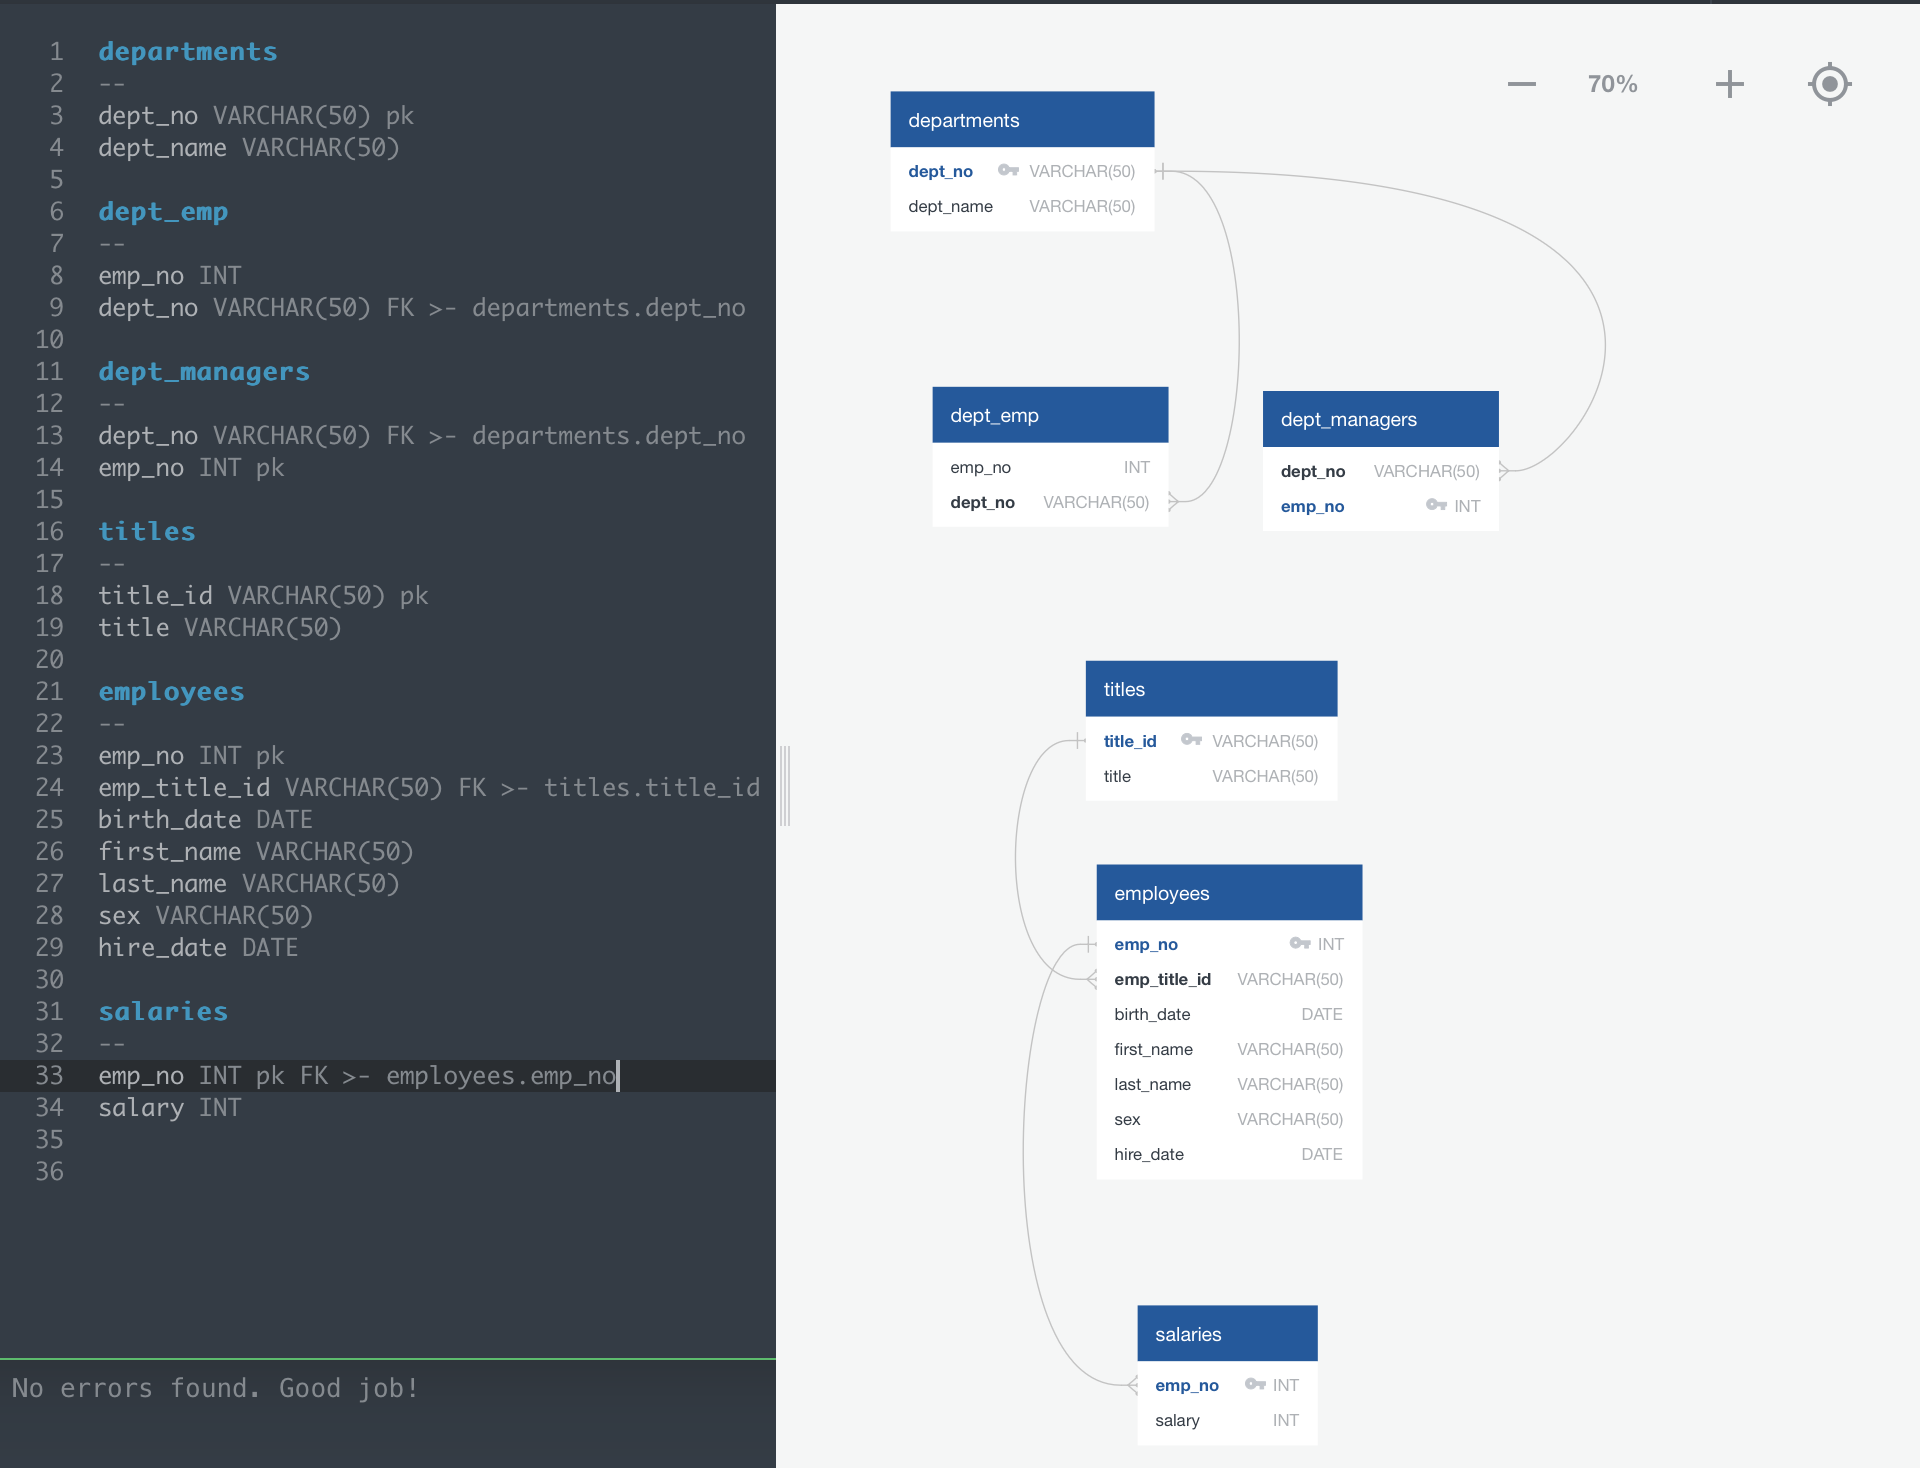 1 departments
2 --
3 dept_no VARCHAR(50) pk
4 dept_name VARCHAR(50)
5
6 dept_emp
7 --
8 emp_no INT
9 dept_no VARCHAR(50) FK >- departments.dept_no
10
11 dept_managers
12 --
13 dept_no VARCHAR(50) FK >- departments.dept_no
14 emp_no INT pk
15
16 titles
17 --
18 title_id VARCHAR(50) pk
19 title VARCHAR(50)
20
21 employees
22 --
23 emp_no INT pk
24 emp_title_id VARCHAR(50) FK >- titles.title_id
25 birth_date DATE
26 first_name VARCHAR(50)
27 last_name VARCHAR(50)
28 sex VARCHAR(50)
29 hire_date DATE
30
31 salaries
32 --
33 emp_no INT pk FK >- employees.emp_no
34 salary INT
35
36
No errors found. Good job!
70%
departments
dept_no VARCHAR(50)
dept_name VARCHAR(50)
dept_emp
emp_no INT
dept_no VARCHAR(50)
dept_managers
dept_no VARCHAR(50)
emp_no INT
titles
title_id VARCHAR(50)
title VARCHAR(50)
employees
emp_no INT
emp_title_id VARCHAR(50)
birth_date DATE
first_name VARCHAR(50)
last_name VARCHAR(50)
sex VARCHAR(50)
hire_date DATE
salaries
emp_no INT
salary INT